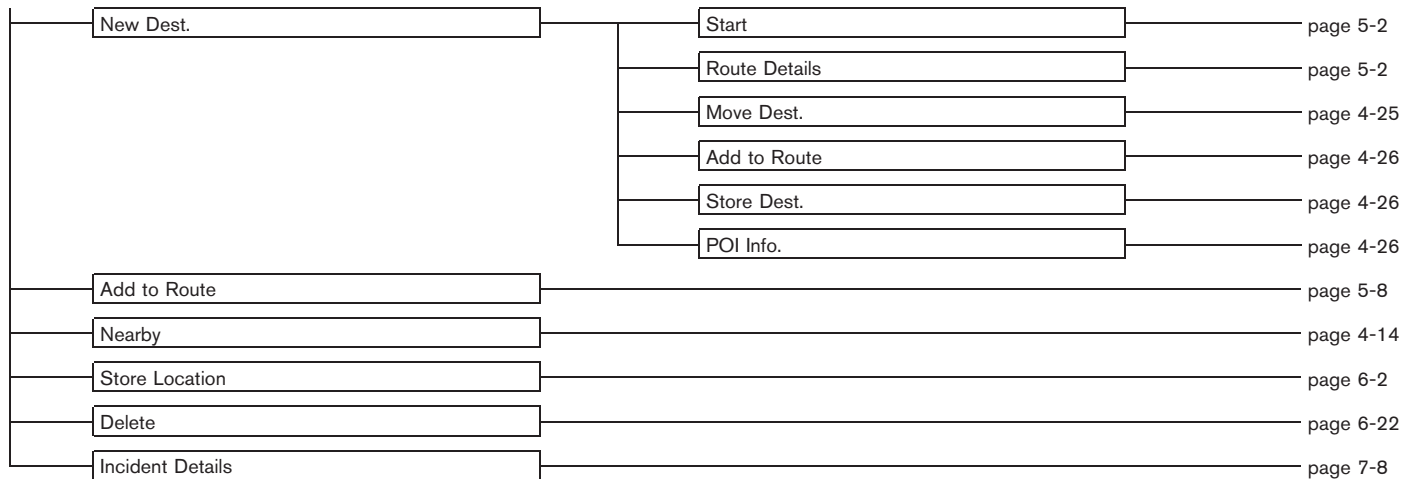 New Dest. Start page 5-2
Route Details page 5-2
Move Dest. page 4-25
Add to Route page 4-26
Store Dest. page 4-26
POI Info. page 4-26
Add to Route page 5-8
Nearby page 4-14
Store Location page 6-2
Delete page 6-22
Incident Details page 7-8